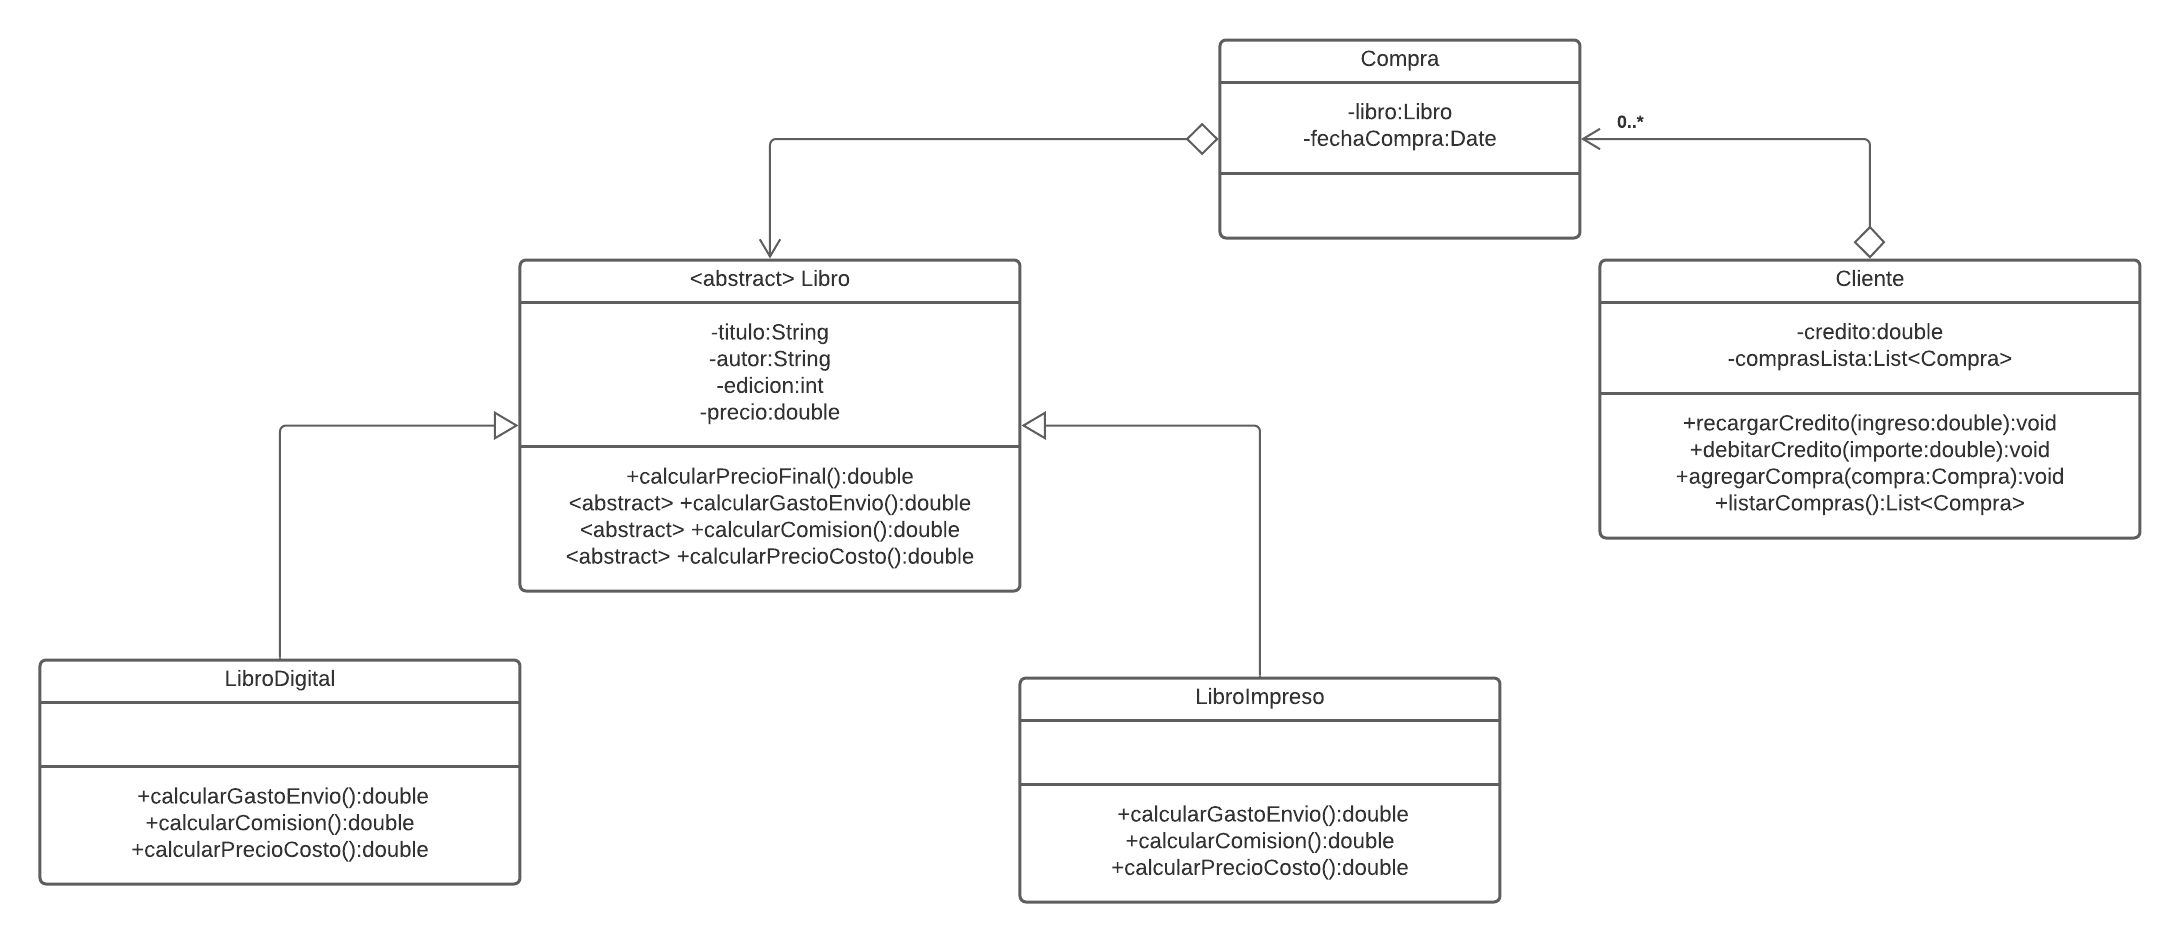 Compra
-libro:Libro
-fechaCompra:Date
0..*
<abstract> Libro
-titulo:String
-autor:String
-edicion:int
-precio:double
+calcularPrecioFinal():double
<abstract> +calcularGastoEnvio():double
<abstract> +calcularComision():double
<abstract> +calcularPrecioCosto():double
Cliente
-credito:double
-comprasLista:List<Compra>
+recargarCredito(ingreso:double):void
+debitarCredito(importe:double):void
+agregarCompra(compra:Compra):void
+listarCompras():List<Compra>
LibroDigital
+calcularGastoEnvio():double
+calcularComision():double
+calcularPrecioCosto():double
LibroImpreso
+calcularGastoEnvio():double
+calcularComision():double
+calcularPrecioCosto():double